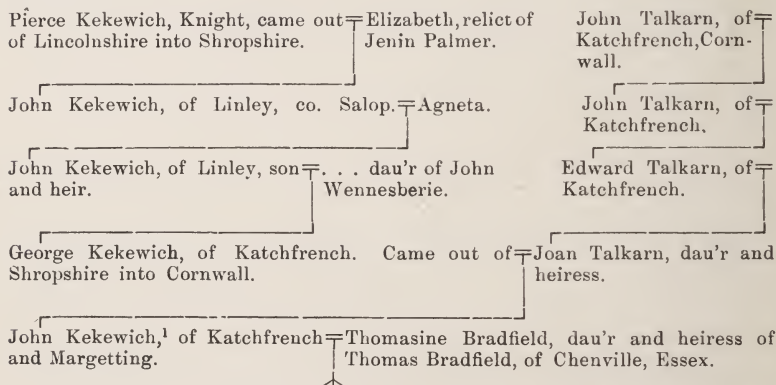 Pierce Kekewich, Knight, came out
of Lincolnshire into Shropshire.
Elizabeth, relict of
Jenin Palmer.
John Talkarn, of
Katchfrench, Corn-
wall.
John Kekewich, of Linley, co. Salop.
Agneta.
John Talkarn, of
Katchfrench.
John Kekewich, of Linley, son
and heir.
. . . dau'r of John
Wennesberie.
Edward Talkarn, of
Katchfrench.
George Kekewich, of Katchfrench. Came out of
Shropshire into Cornwall.
Joan Talkarn, dau'r and
heiress.
John Kekewich,¹ of Katchfrench
and Margetting.
Thomasine Bradfield, dau'r and heiress of
Thomas Bradfield, of Chenville, Essex.